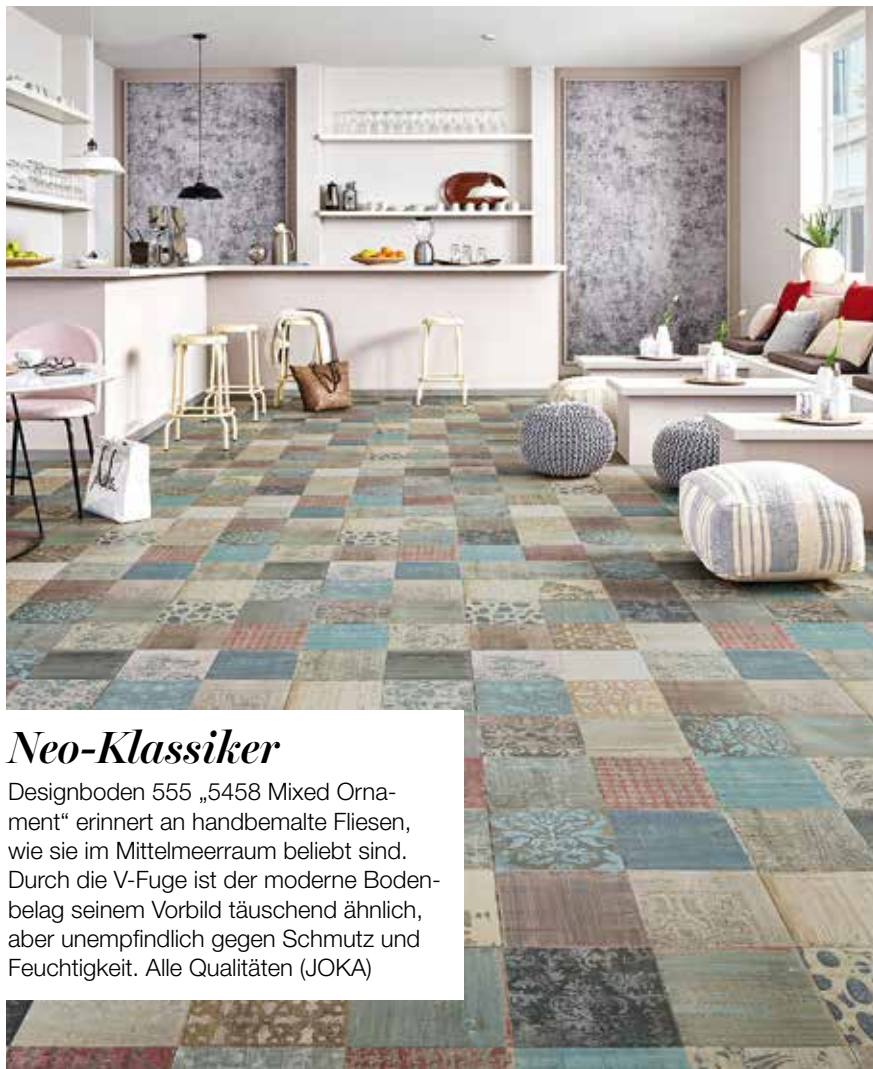 Neo-Klassiker
Designboden 555 „5458 Mixed Orna-
ment“ erinnert an handbemalte Fliesen,
wie sie im Mittelmeerraum beliebt sind.
Durch die V-Fuge ist der moderne Boden-
belag seinem Vorbild täuschend ähnlich,
aber unempfindlich gegen Schmutz und
Feuchtigkeit. Alle Qualitäten (JOKA)